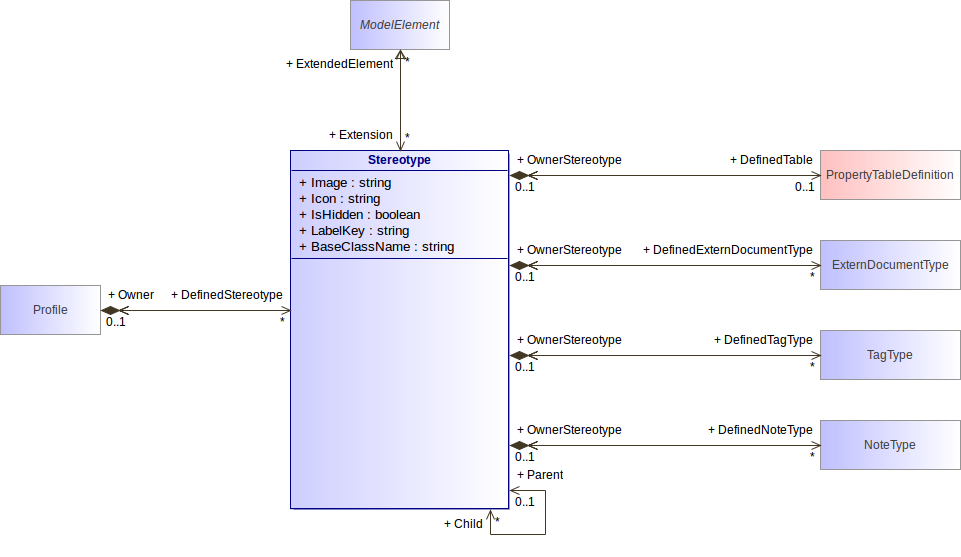 ModelElement
+ ExtendedElement
*
+ Extension
*
Stereotype
+ Image : string
+ Icon : string
+ IsHidden : boolean
+ LabelKey : string
+ BaseClassName : string
+ OwnerStereotype
0..1
+ DefinedTable
0..1
PropertyTableDefinition
+ OwnerStereotype
0..1
+ DefinedExternDocumentType
*
ExternDocumentType
Profile
+ Owner
0..1
+ DefinedStereotype
*
+ OwnerStereotype
0..1
+ DefinedTagType
*
TagType
+ OwnerStereotype
0..1
+ DefinedNoteType
*
NoteType
+ Parent
0..1
+ Child
*